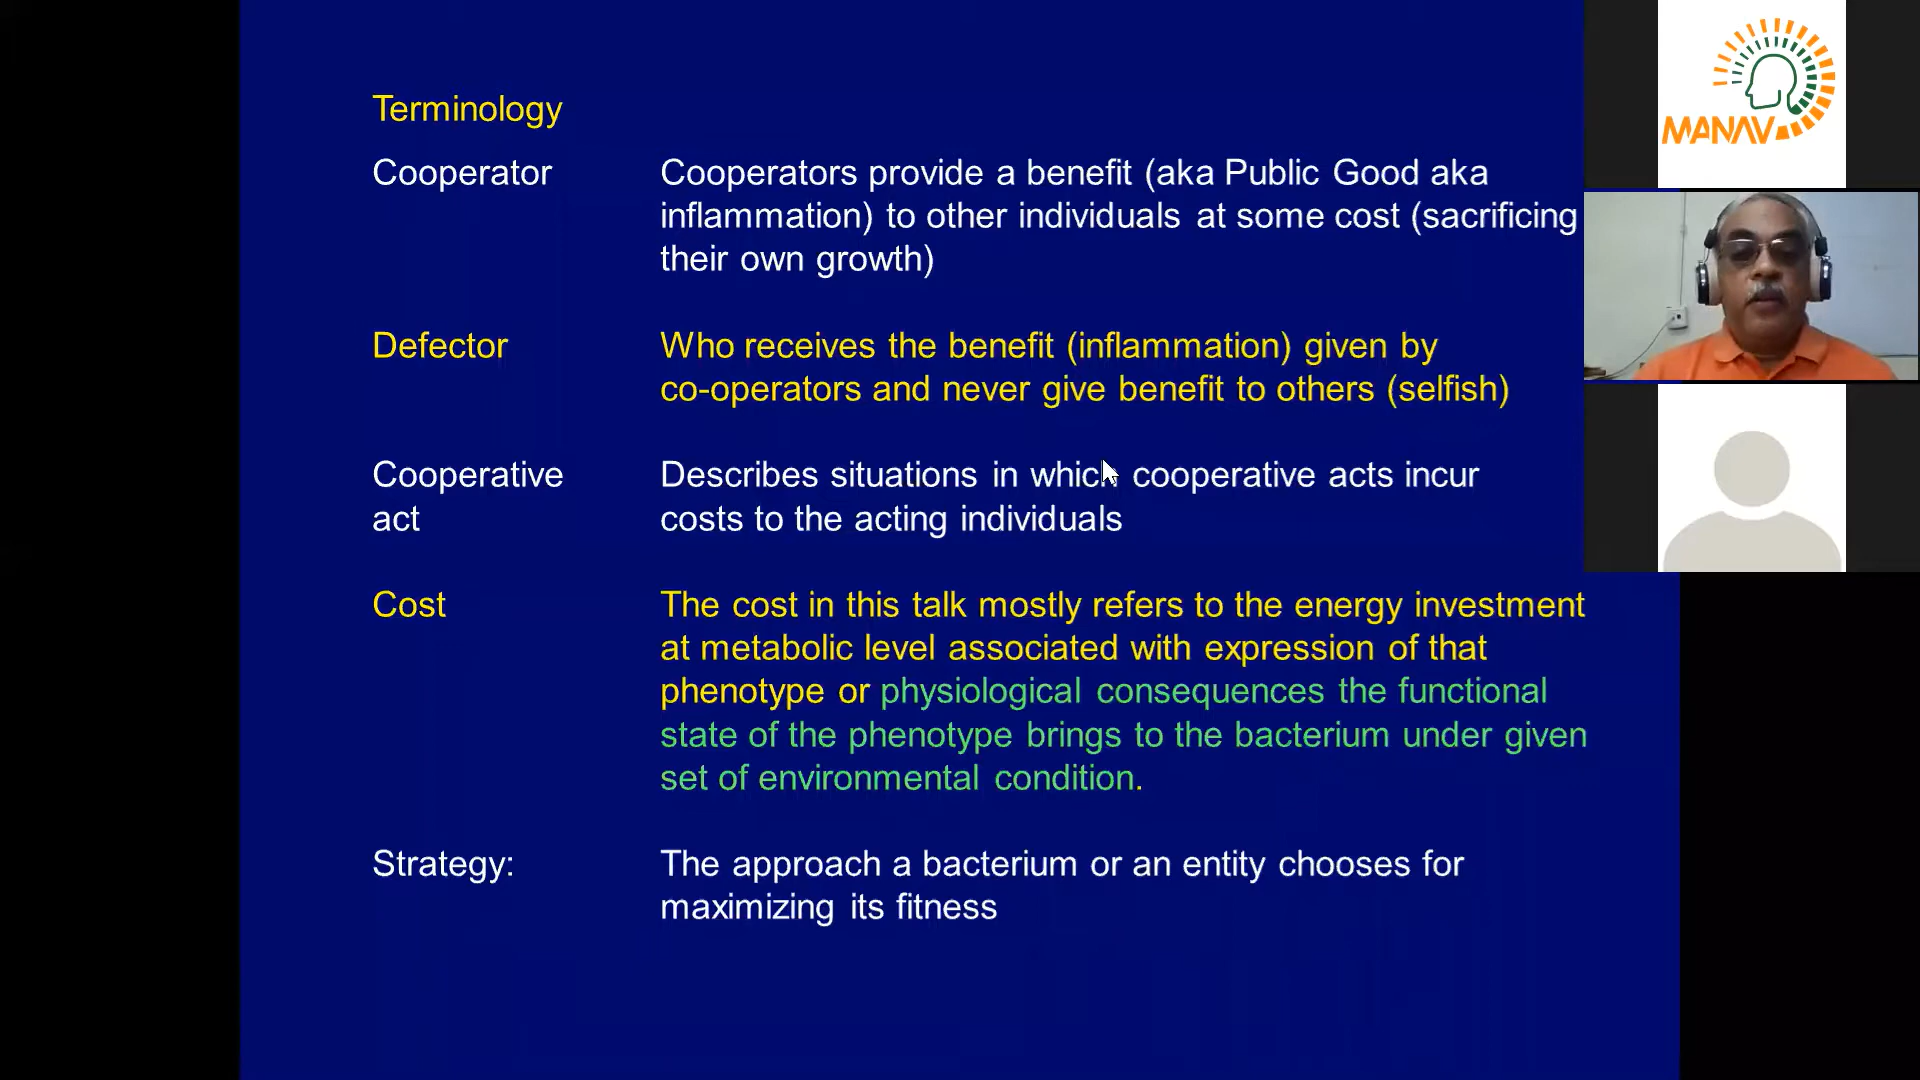 Terminology
Cooperator
Cooperators provide a benefit (aka Public Good aka
inflammation) to other individuals at some cost (sacrificing
their own growth)
Defector
Who receives the benefit (inflammation) given by
co-operators and never give benefit to others (selfish)
Cooperative
act
Describes situations in which cooperative acts incur
costs to the acting individuals
Cost
The cost in this talk mostly refers to the energy investment
at metabolic level associated with expression of that
phenotype or physiological consequences the functional
state of the phenotype brings to the bacterium under given
set of environmental condition.
Strategy:
The approach a bacterium or an entity chooses for
maximizing its fitness
MANAV